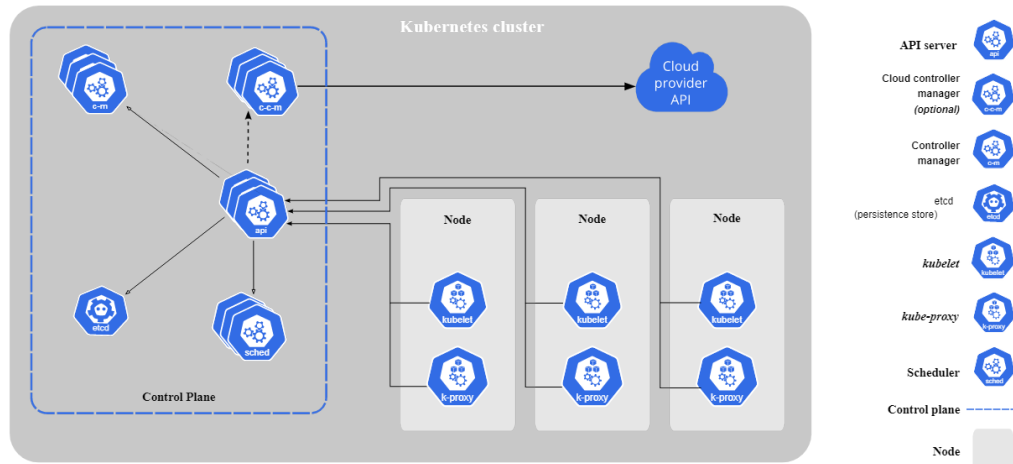 Kubernetes cluster
c-m
c-c-m
Cloud
provider
API
api
Node
Node
Node
etcd
sched
kubelet
kubelet
kubelet
k-proxy
k-proxy
k-proxy
Control Plane
API server
api
Cloud controller
manager
(optional)
c-c-m
Controller
manager
c-m
etcd
(persistence store)
etcd
kubelet
kubelet
kube-proxy
k-proxy
Scheduler
sched
Control plane
Node